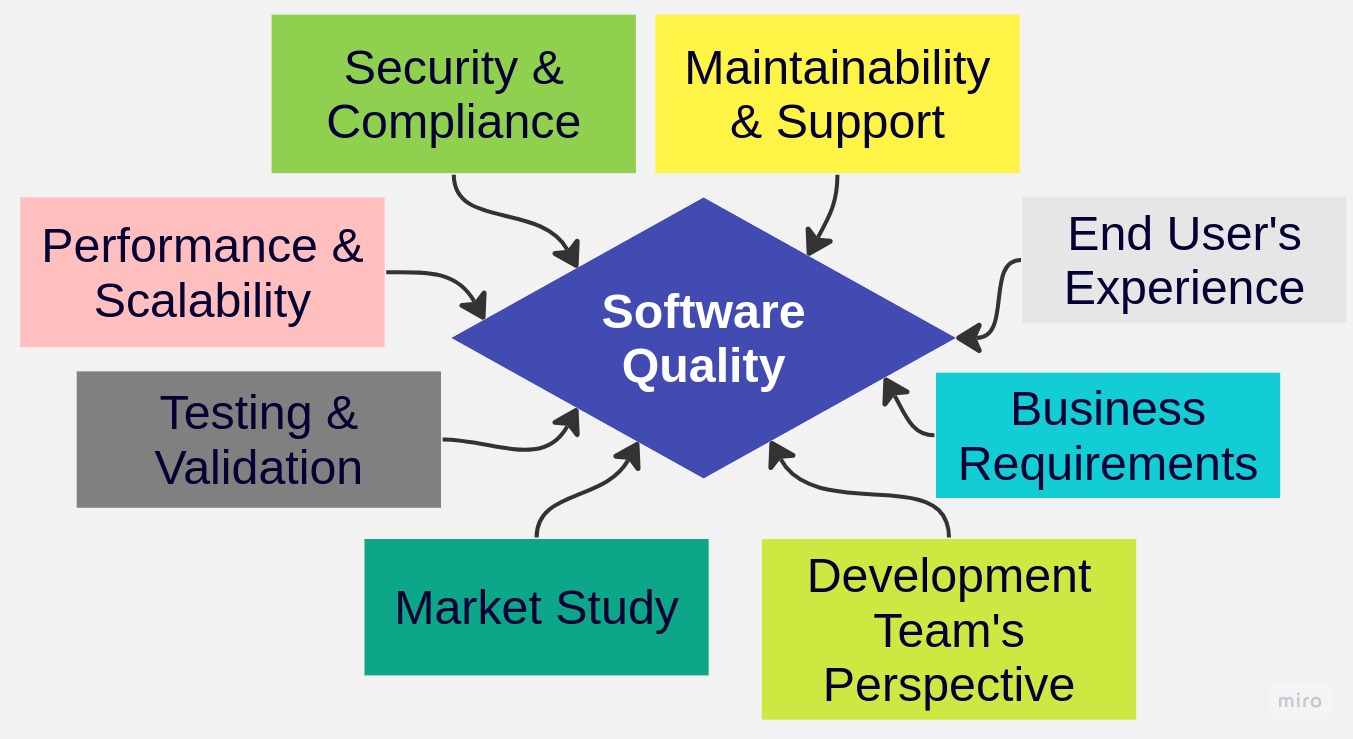 Security &
Compliance
Maintainability
& Support
Performance &
Scalability
End User's
Experience
Software
Quality
Testing &
Validation
Business
Requirements
Market Study
Development
Team's
Perspective
miro